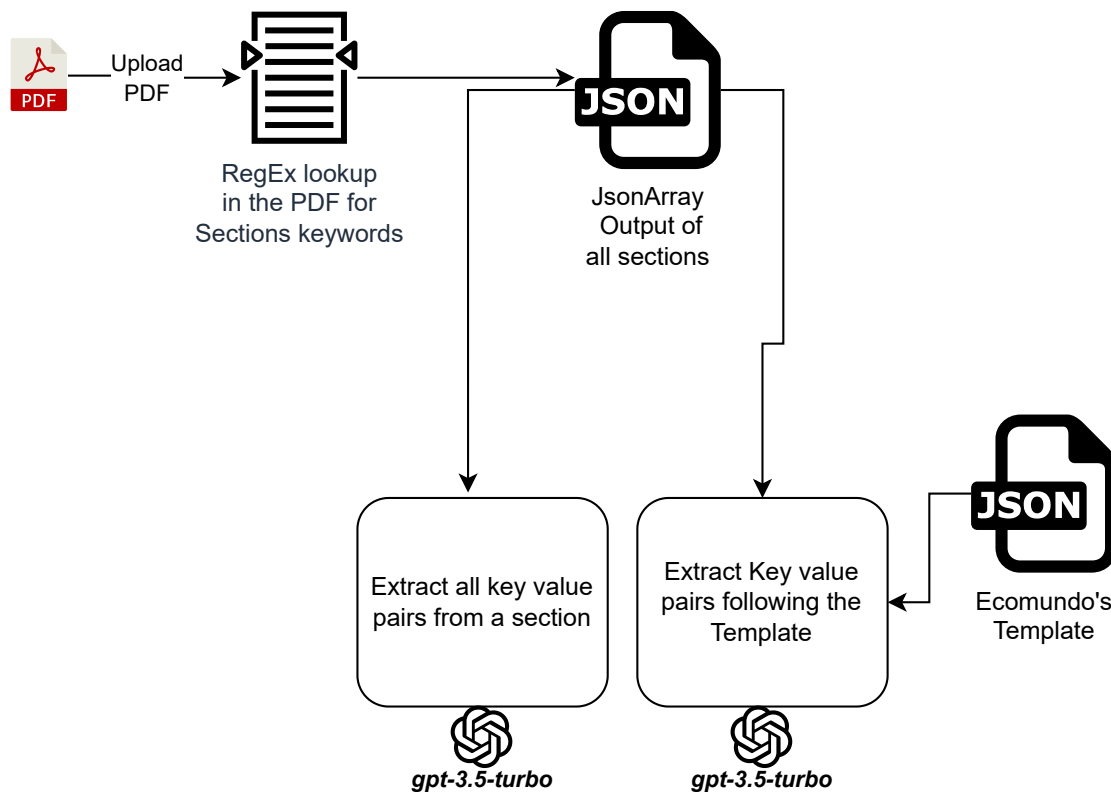 PDF
Upload
PDF
RegEx lookup
in the PDF for
Sections keywords
JSON
JsonArray
Output of
all sections
Extract all key value
pairs from a section
gpt-3.5-turbo
Extract Key value
pairs following the
Template
gpt-3.5-turbo
JSON
Ecomundo's
Template